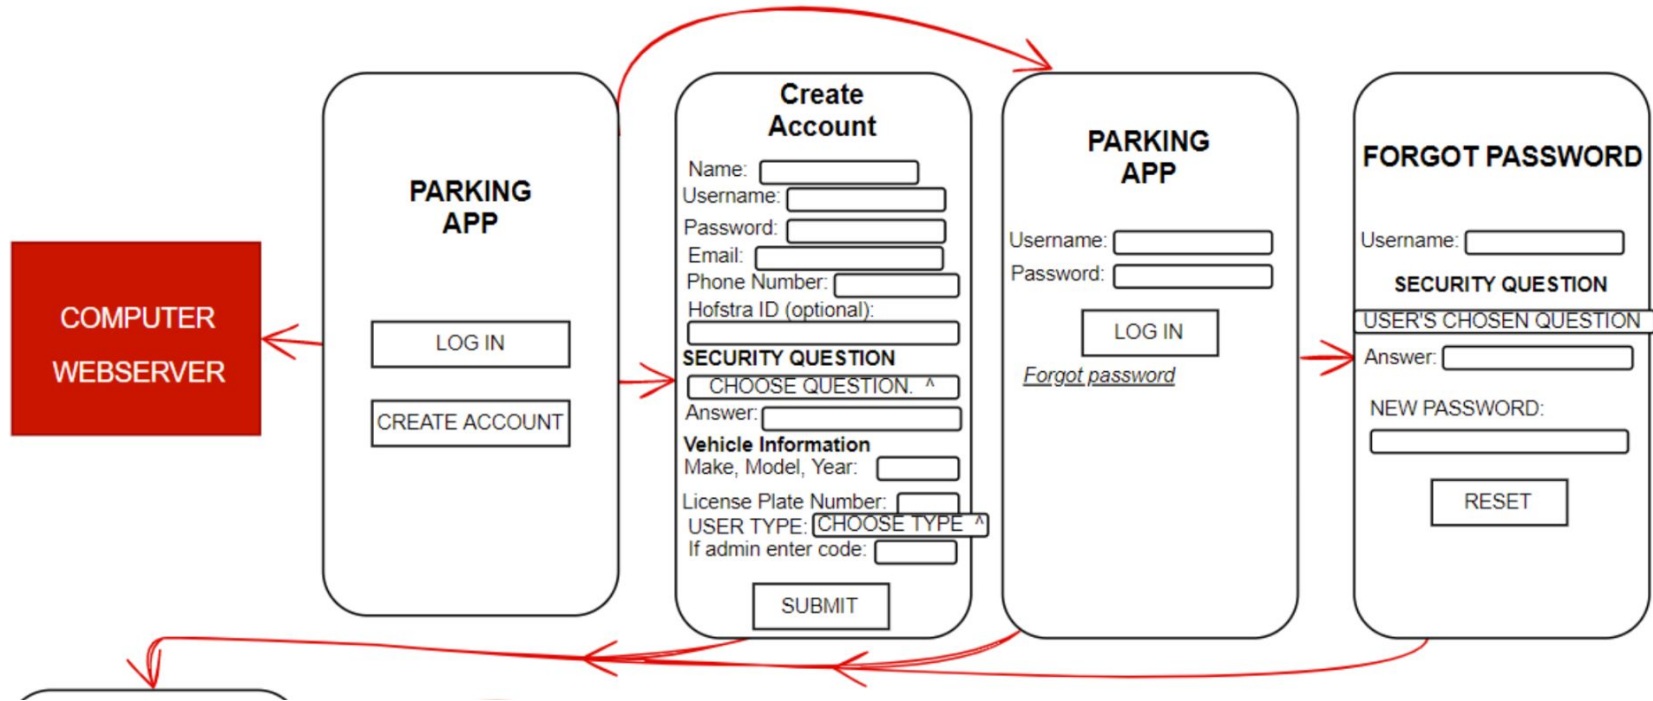 COMPUTER
WEBSERVER
PARKING
APP
LOG IN
CREATE ACCOUNT
Create
Account
Name:
Username:
Password:
Email:
Phone Number:
Hofstra ID (optional):
SECURITY QUESTION
CHOOSE QUESTION. ^
Answer:
Vehicle Information
Make, Model, Year:
License Plate Number:
USER TYPE: CHOOSE TYPE ^
If admin enter code:
SUBMIT
PARKING
APP
Username:
Password:
LOG IN
Forgot password
FORGOT PASSWORD
Username:
SECURITY QUESTION
USER'S CHOSEN QUESTION
Answer:
NEW PASSWORD:
RESET